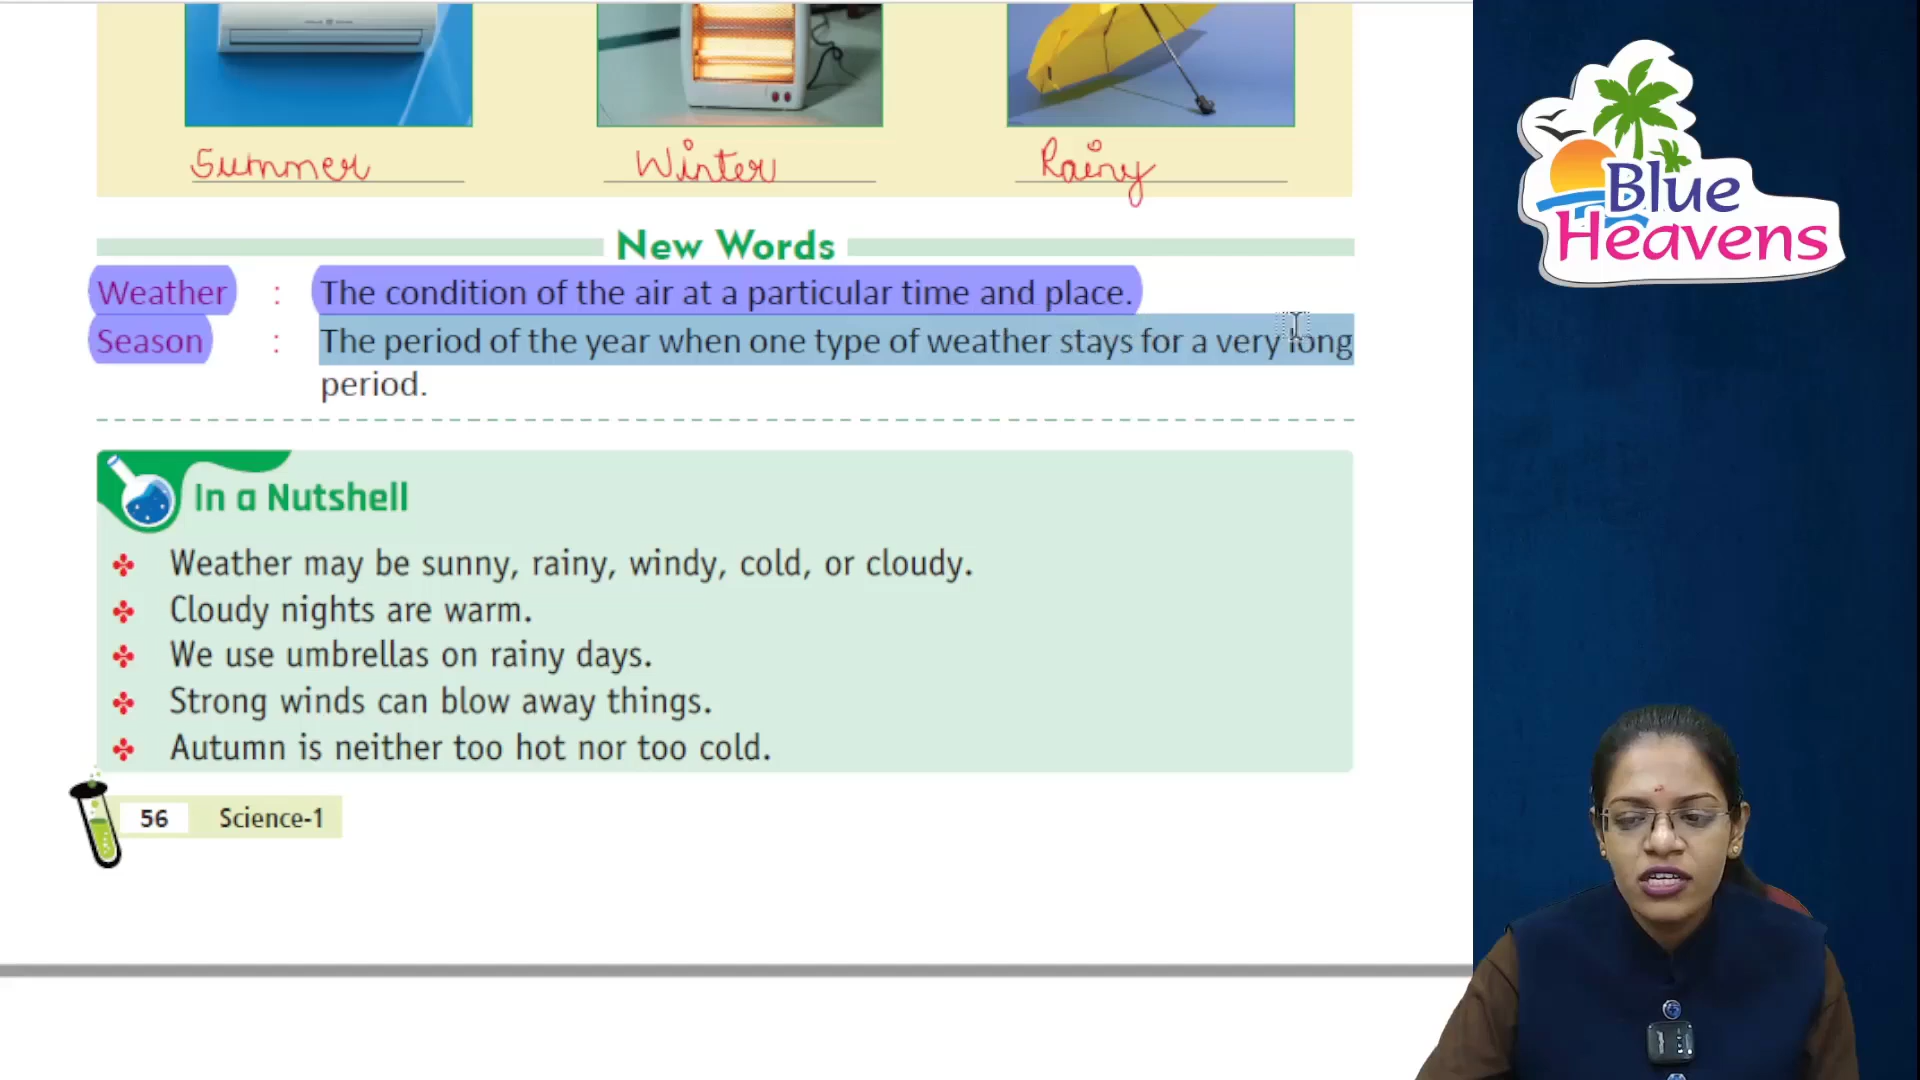 Summer Winter Rainy
New Words
Weather : The condition of the air at a particular time and place.
Season : The period of the year when one type of weather stays for a very long
period.
In a Nutshell
Weather may be sunny, rainy, windy, cold, or cloudy.
Cloudy nights are warm.
We use umbrellas on rainy days.
Strong winds can blow away things.
Autumn is neither too hot nor too cold.
56 Science-1
Blue
Heavens